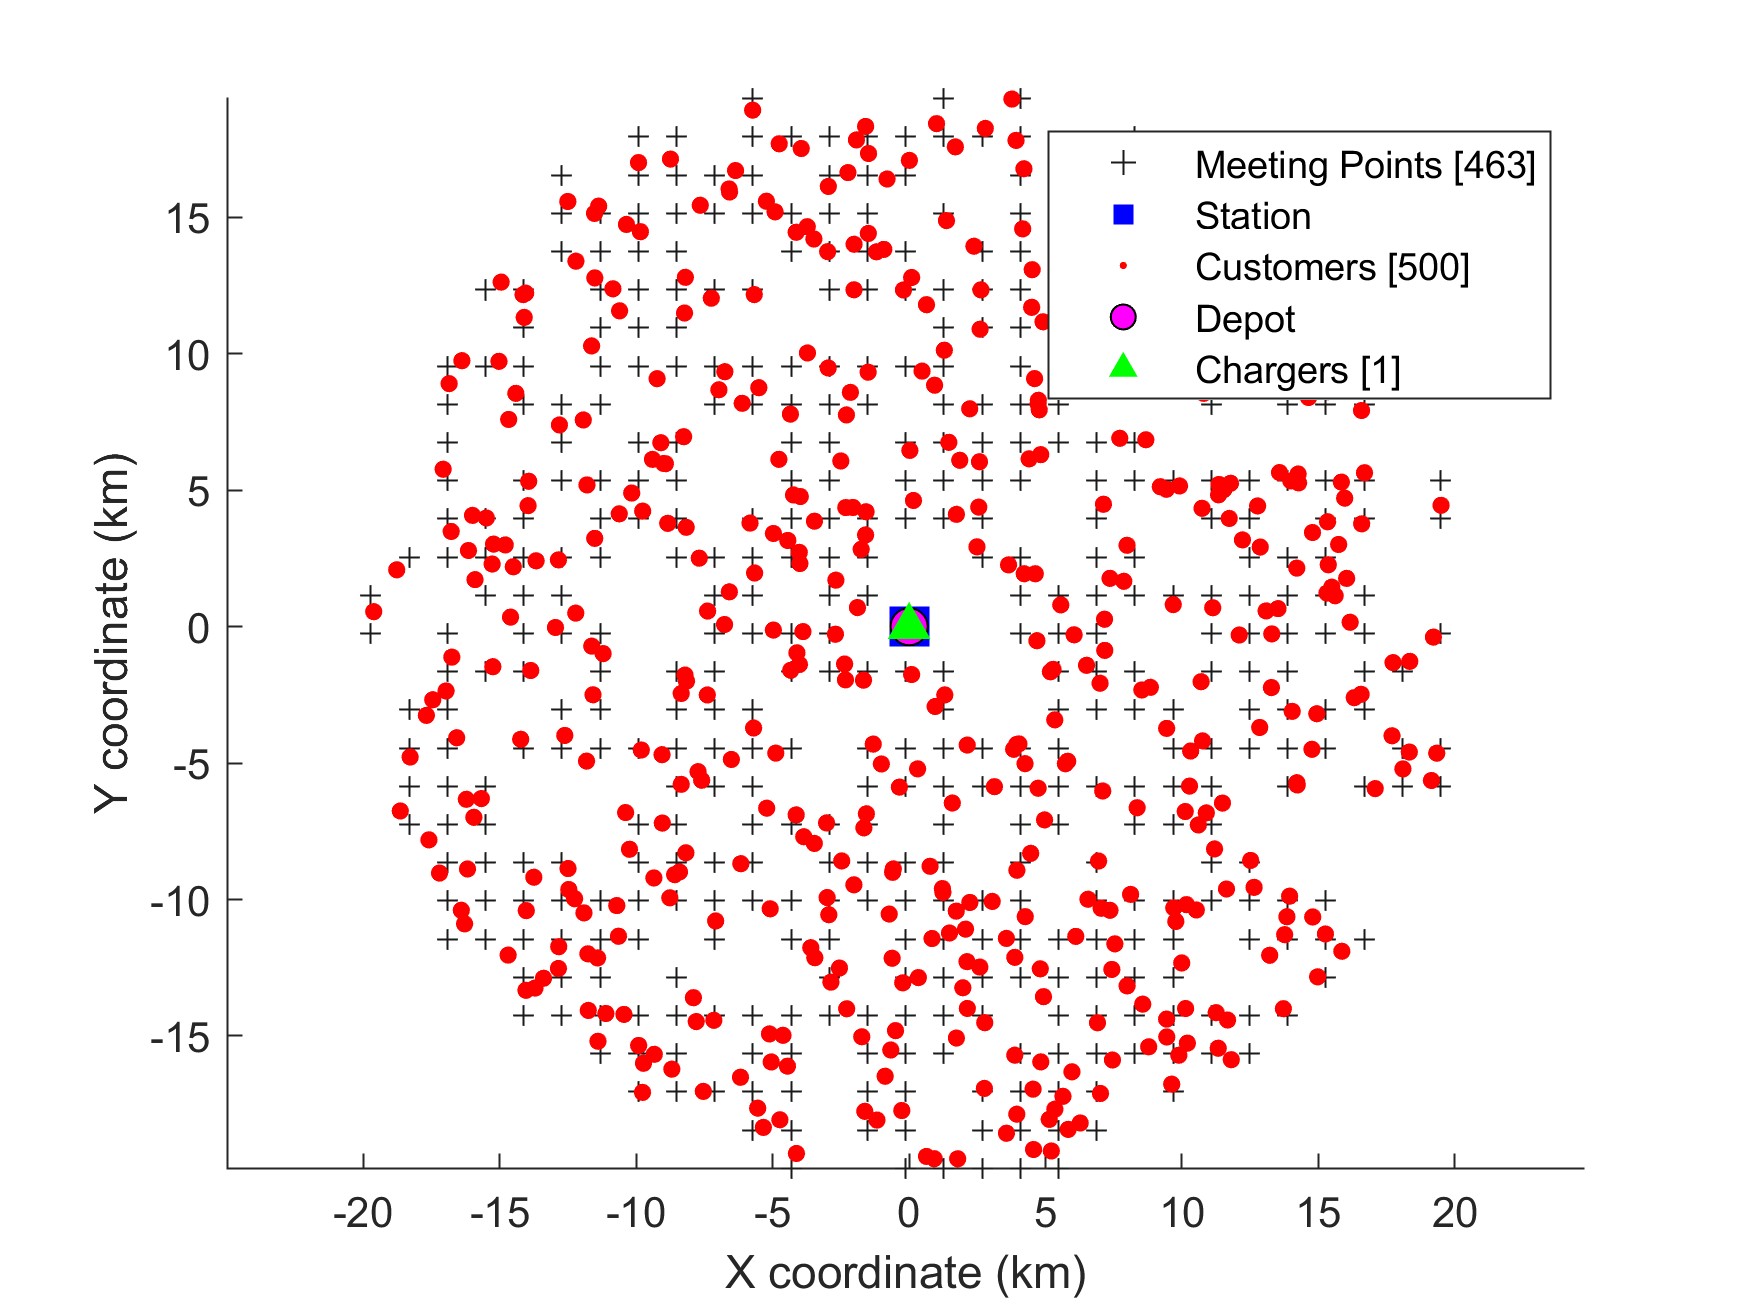 Meeting Points [463]
Station
Customers [500]
Depot
Chargers [1]
15
10
5
0
-5
-10
-15
Y coordinate (km)
-20 -15 -10 -5 0 5 10 15 20
X coordinate (km)